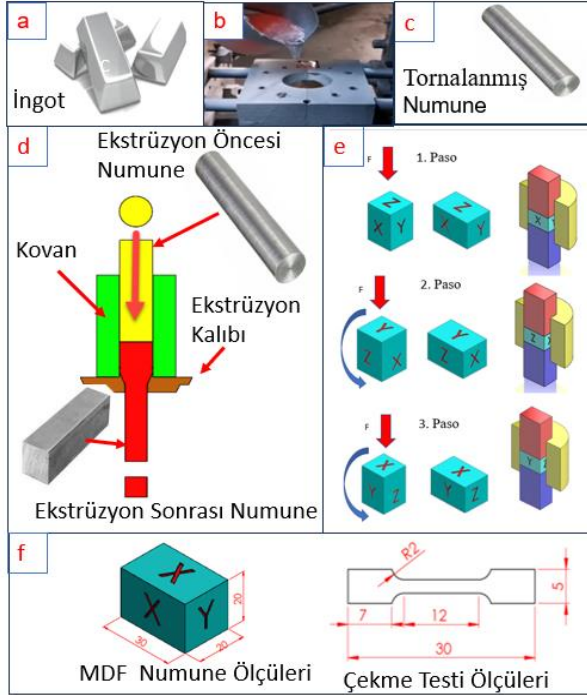 a
Ç
İngot
b
c
Tornalanmış
Numune
d
Ekstrüzyon Öncesi
Numune
Kovan
Ekstrüzyon
Kalıbı
Ekstrüzyon Sonrası Numune
e
F
1. Paso
Z
X Y
Z
X Y
X
F
2. Paso
Y
Z X
Y
Z X
Z
F
3. Paso
X
Y Z
X
Y Z
Y Z
f
X
X Y
30
20
20
MDF Numune Ölçüleri
R2
7
12
30
5
Çekme Testi Ölçüleri